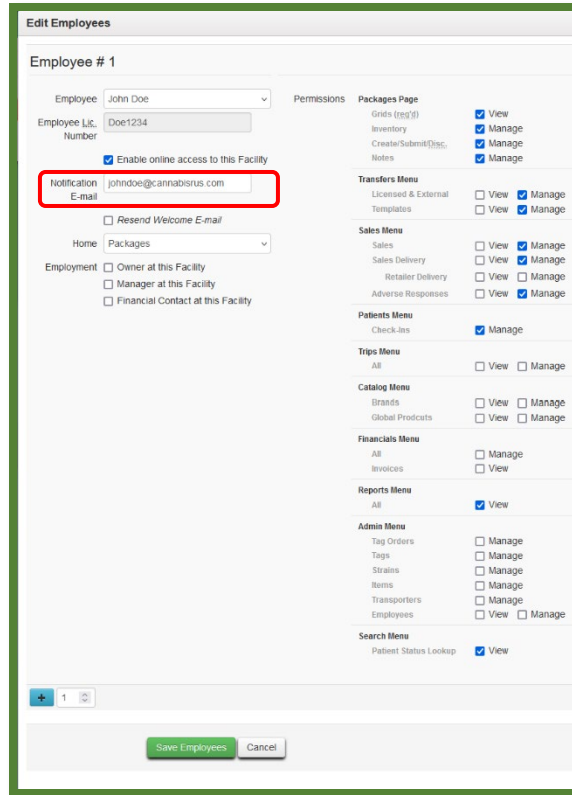 Edit Employees
Employee # 1
Employee John Doe
Employee Lic. Number Doe1234
Enable online access to this Facility
Notification E-mail johndoe@cannabisrus.com
Resend Welcome E-mail
Home Packages
Employment Owner at this Facility
Manager at this Facility
Financial Contact at this Facility
Permissions Packages Page
Grids (req'd) View
Inventory Manage
Create/Submit/Disc. Manage
Notes Manage
Transfers Menu
Licensed & External View Manage
Templates View Manage
Sales Menu
Sales View Manage
Sales Delivery View Manage
Retailer Delivery View Manage
Adverse Responses View Manage
Patients Menu
Check-Ins Manage
Trips Menu
All View Manage
Catalog Menu
Brands View Manage
Global Prodcuts View Manage
Financials Menu
All Manage
Invoices View
Reports Menu
All View
Admin Menu
Tag Orders Manage
Tags Manage
Strains Manage
Items Manage
Transporters Manage
Employees View Manage
Search Menu
Patient Status Lookup View
+ 1
Save Employees Cancel